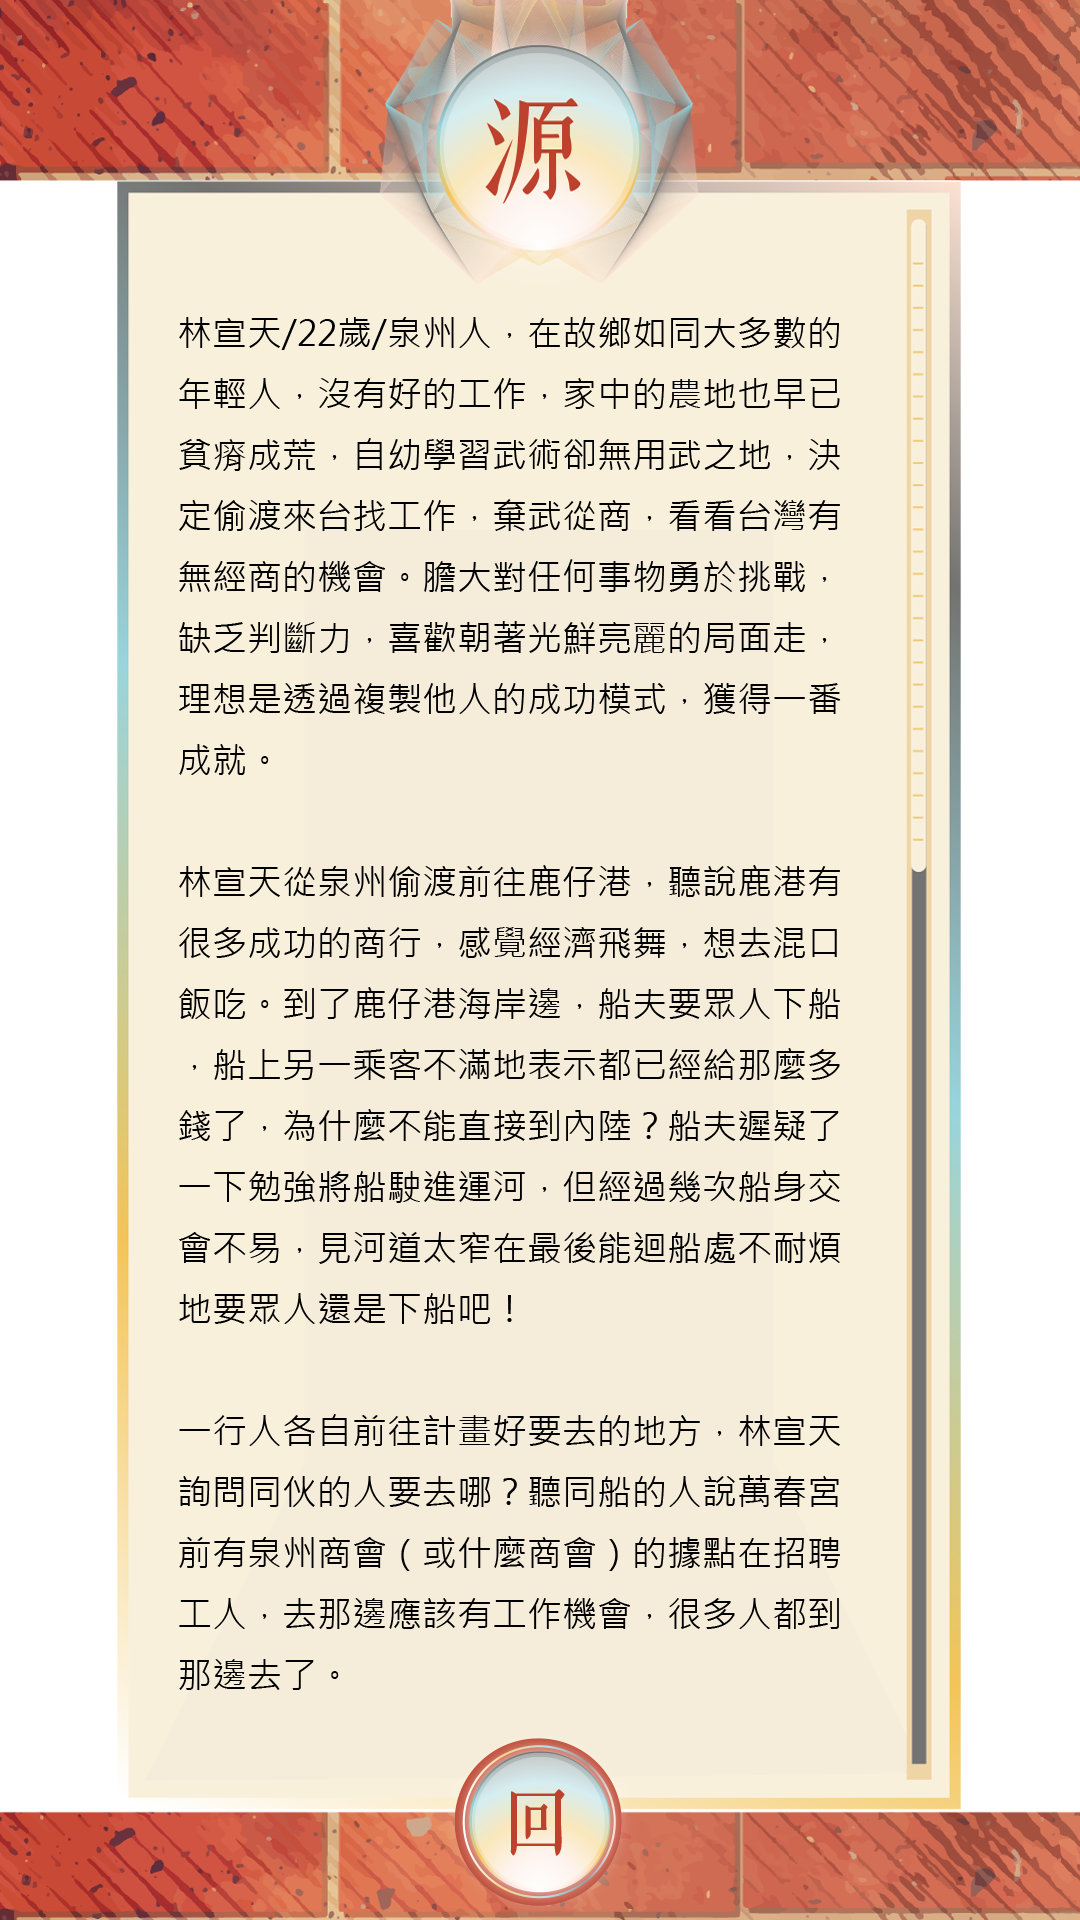 源
林宣天/22歲/泉州人，在故鄉如同大多數的
年輕人，沒有好的工作，家中的農地也早已
貧瘠成荒，自幼學習武術卻無用武之地，決
定偷渡來台找工作，棄武從商，看看台灣有
無經商的機會。膽大對任何事物勇於挑戰，
缺乏判斷力，喜歡朝著光鮮亮麗的局面走，
理想是透過複製他人的成功模式，獲得一番
成就。
林宣天從泉州偷渡前往鹿仔港，聽說鹿港有
很多成功的商行，感覺經濟飛舞，想去混口
飯吃。到了鹿仔港海岸邊，船夫要眾人下船
，船上另一乘客不滿地表示都已經給那麼多
錢了，為什麼不能直接到內陸？船夫遲疑了
一下勉強將船駛進運河，但經過幾次船身交
會不易，見河道太窄在最後能迴船處不耐煩
地要眾人還是下船吧！
一行人各自前往計畫好要去的地方，林宣天
詢問同伙的人要去哪？聽同船的人說萬春宮
前有泉州商會（或什麼商會）的據點在招聘
工人，去那邊應該有工作機會，很多人都到
那邊去了。
回